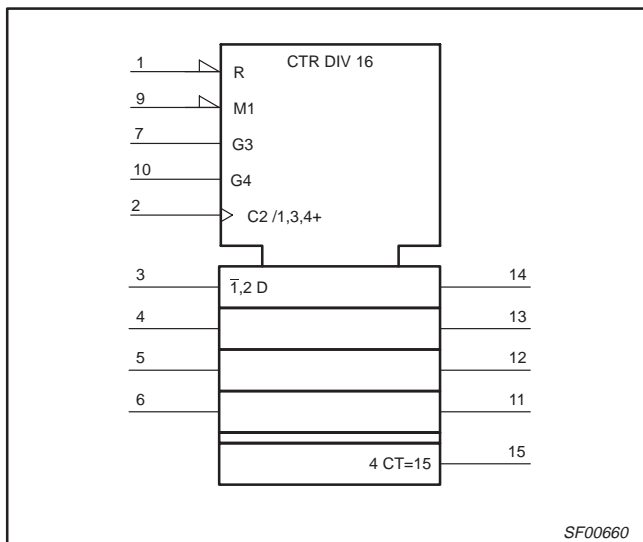 CTR DIV 16
1 R
9 M1
7 G3
10 G4
2 C2 /1,3,4+
3 1̅,2 D 14
4 13
5 12
6 11
4 CT=15 15
SF00660